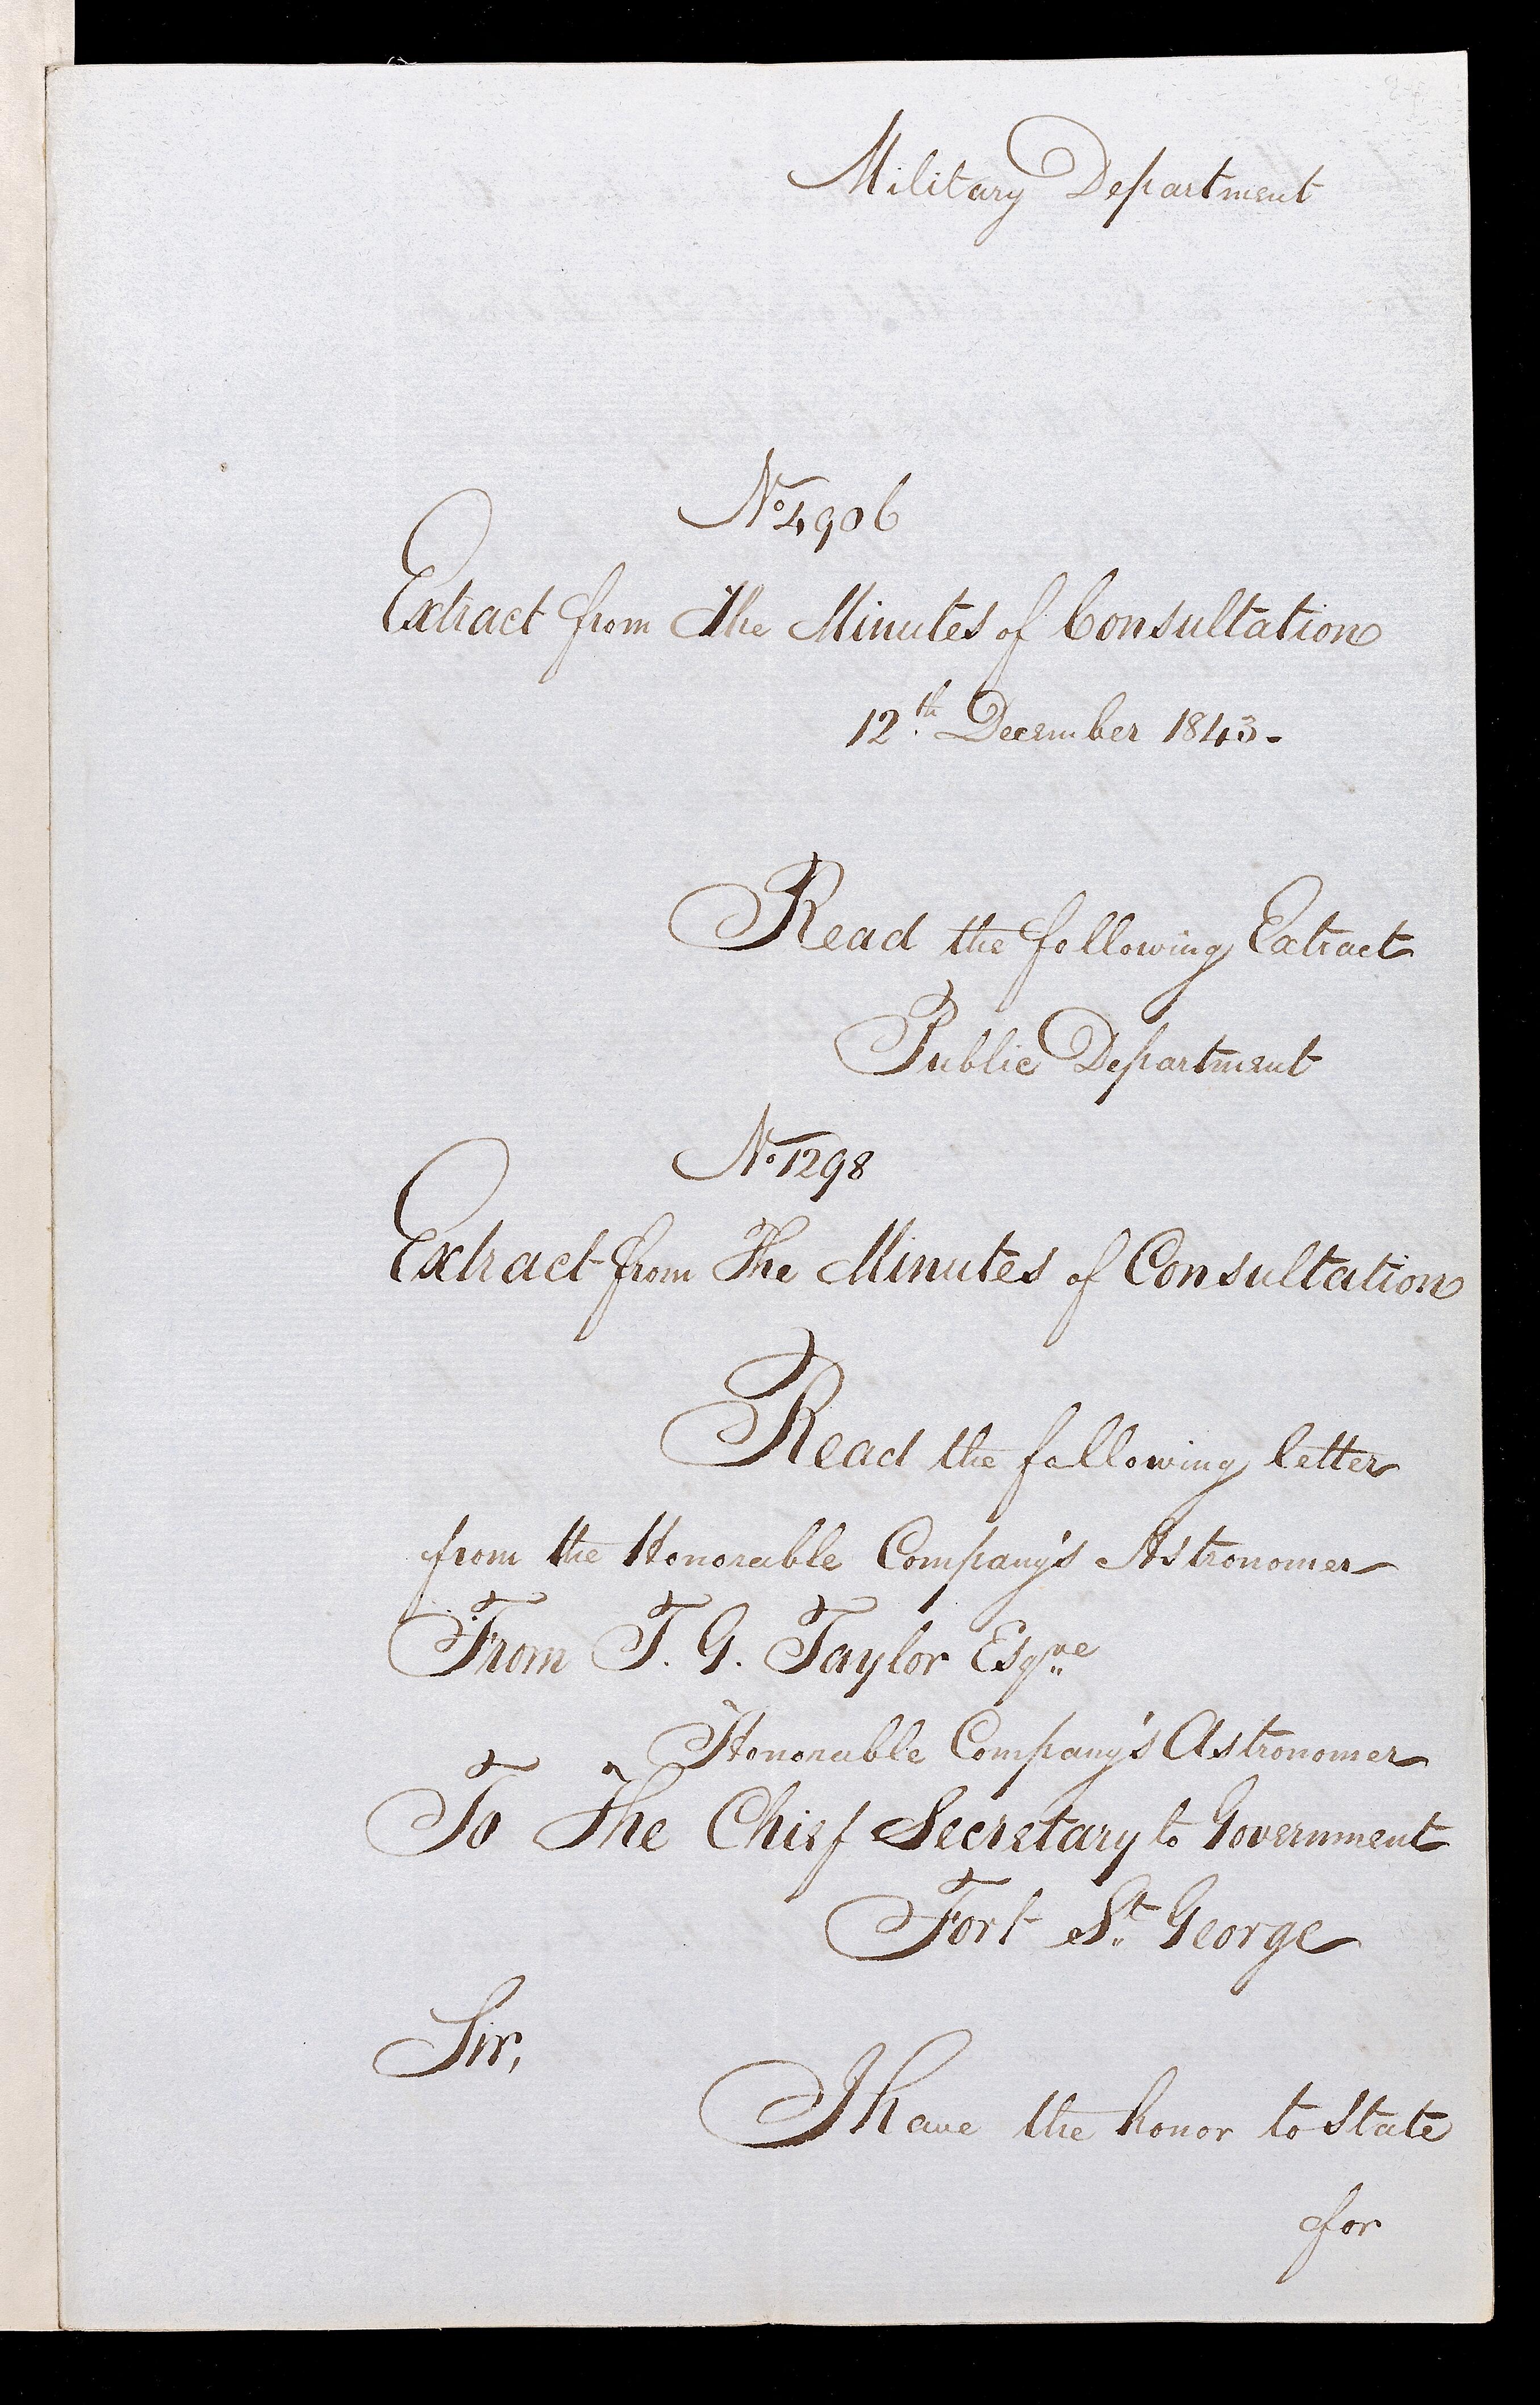 Military Department
No 4906
Extract from The Minutes of Consultation
12th December 1843-
Read the following Extract
Public Department
No 1298
Extract from The Minutes of Consultation
Read the following letter
from the Honorable Company's Astronomer
From T. G. Taylor Esqre
Honorable Company's Astronomer
To The Chief Secretary to Government
Fort St George
Sir,
I have the honor to state
for